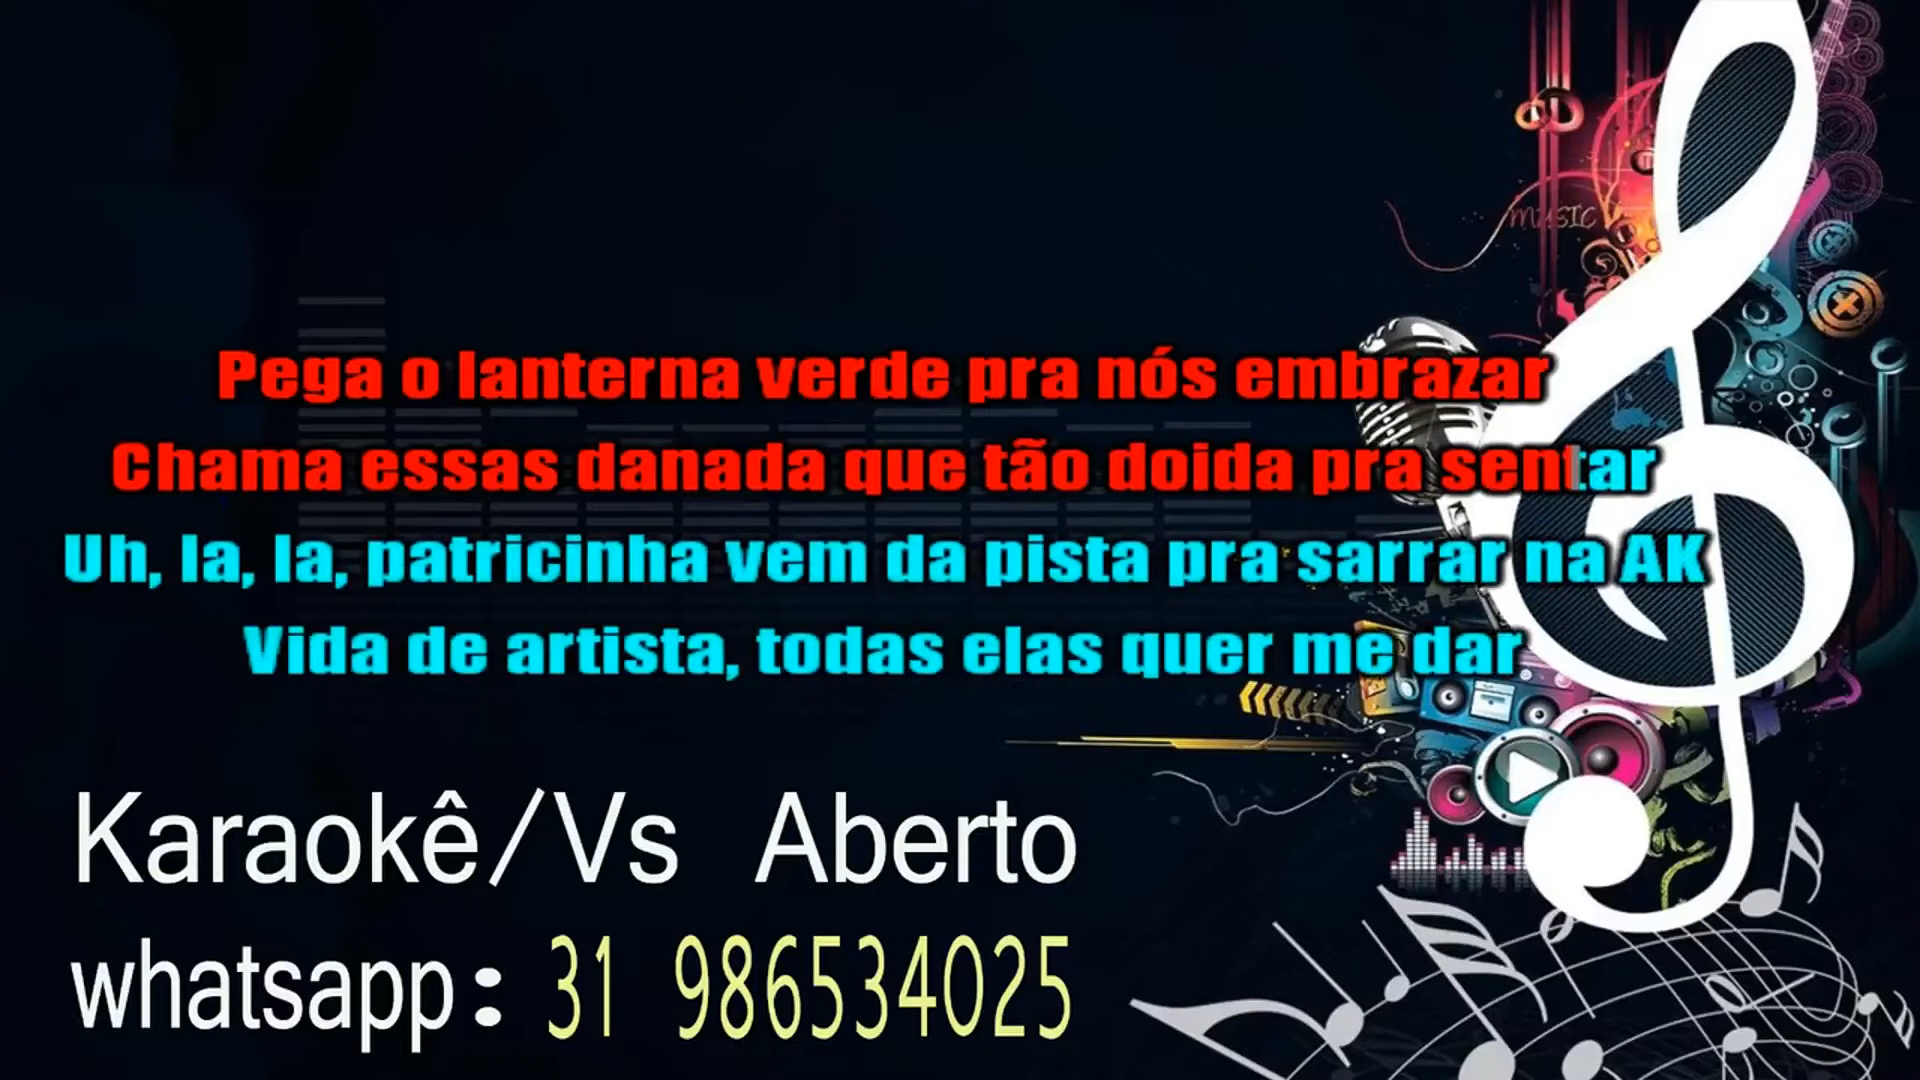 MUSIC
Pega o lanterna verde pra nós embrazar
Chama essas danada que tão doida pra sentar
Uh, la, la, patricinha vem da pista pra sarrar na AK
Vida de artista, todas elas quer me dar
Karaokê/Vs Aberto
whatsapp: 31 986534025